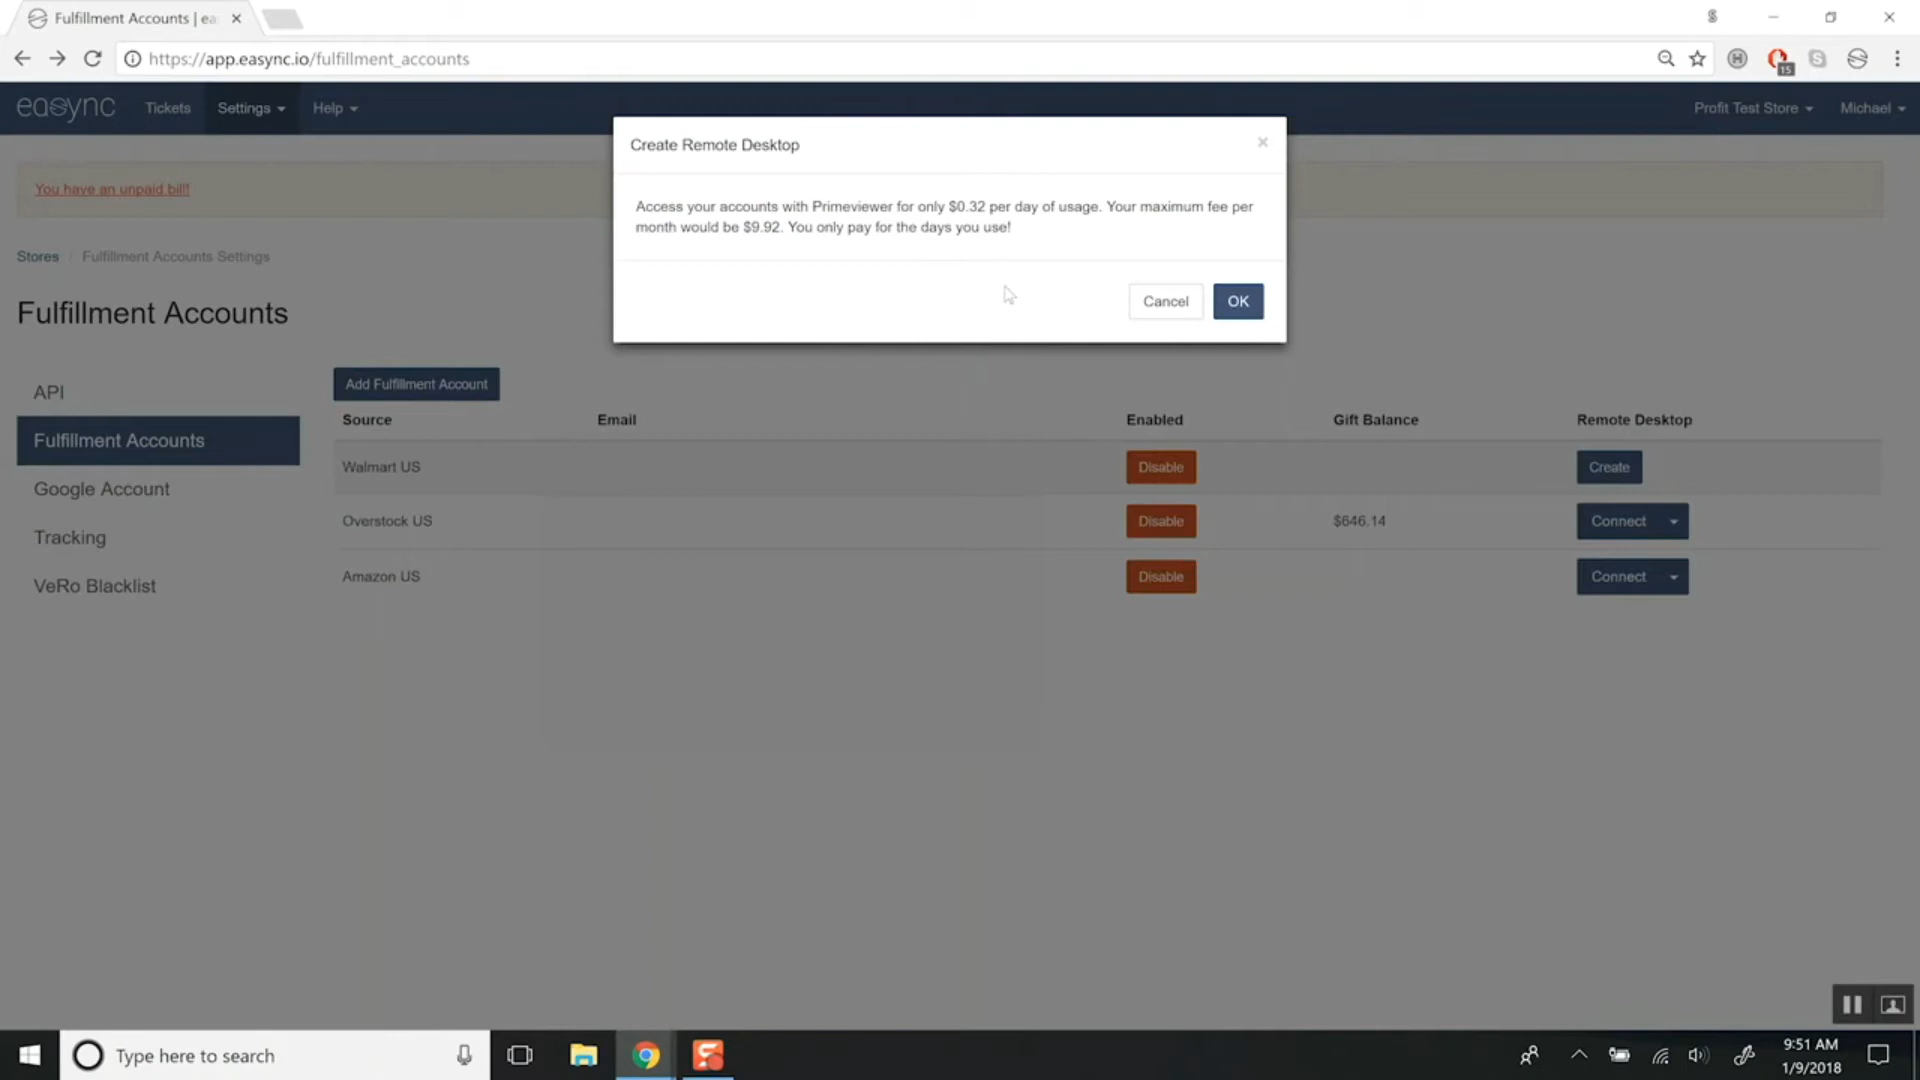 Fulfillment Accounts | ea
https://app.easync.io/fulfillment_accounts
15
easync
Tickets
Settings
Help
Profit Test Store
Michael
Create Remote Desktop
Access your accounts with Primeviewer for only $0.32 per day of usage. Your maximum fee per
month would be $9.92. You only pay for the days you use!
Cancel
OK
You have an unpaid bill!
Stores / Fulfillment Accounts Settings
Fulfillment Accounts
API
Fulfillment Accounts
Google Account
Tracking
VeRo Blacklist
Add Fulfillment Account
Source Email Enabled Gift Balance Remote Desktop
Walmart US Disable Create
Overstock US Disable $646.14 Connect
Amazon US Disable Connect
Type here to search
9:51 AM
1/9/2018